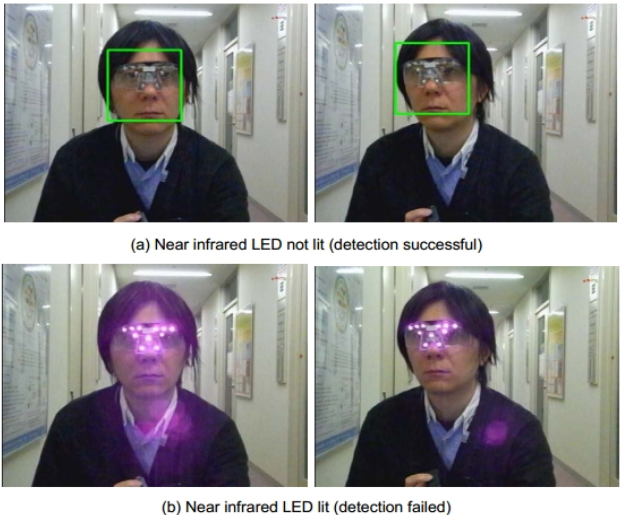 (a) Near infrared LED not lit (detection successful)
(b) Near infrared LED lit (detection failed)